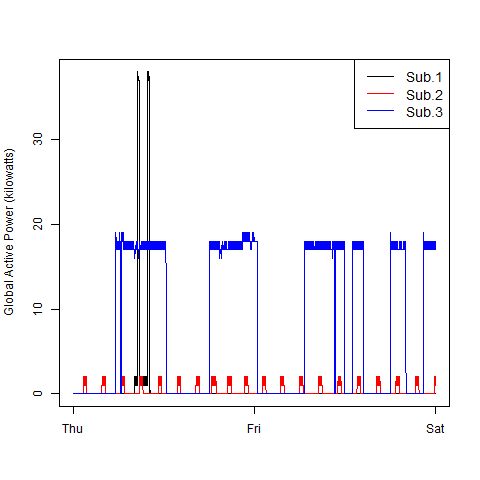 Sub.1
Sub.2
Sub.3
Global Active Power (kilowatts)
30
20
10
0
Thu Fri Sat